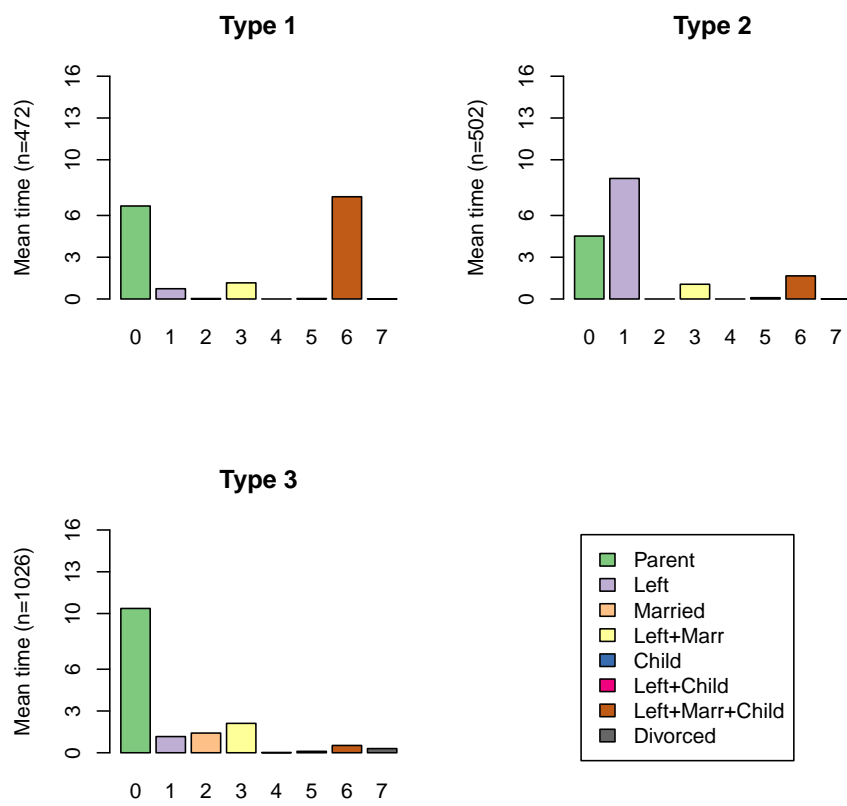 Type 1
Mean time (n=472)
0 3 6 10 13 16
0 1 2 3 4 5 6 7
Type 2
Mean time (n=502)
0 3 6 10 13 16
0 1 2 3 4 5 6 7
Type 3
Mean time (n=1026)
0 3 6 10 13 16
0 1 2 3 4 5 6 7
Parent
Left
Married
Left+Marr
Child
Left+Child
Left+Marr+Child
Divorced